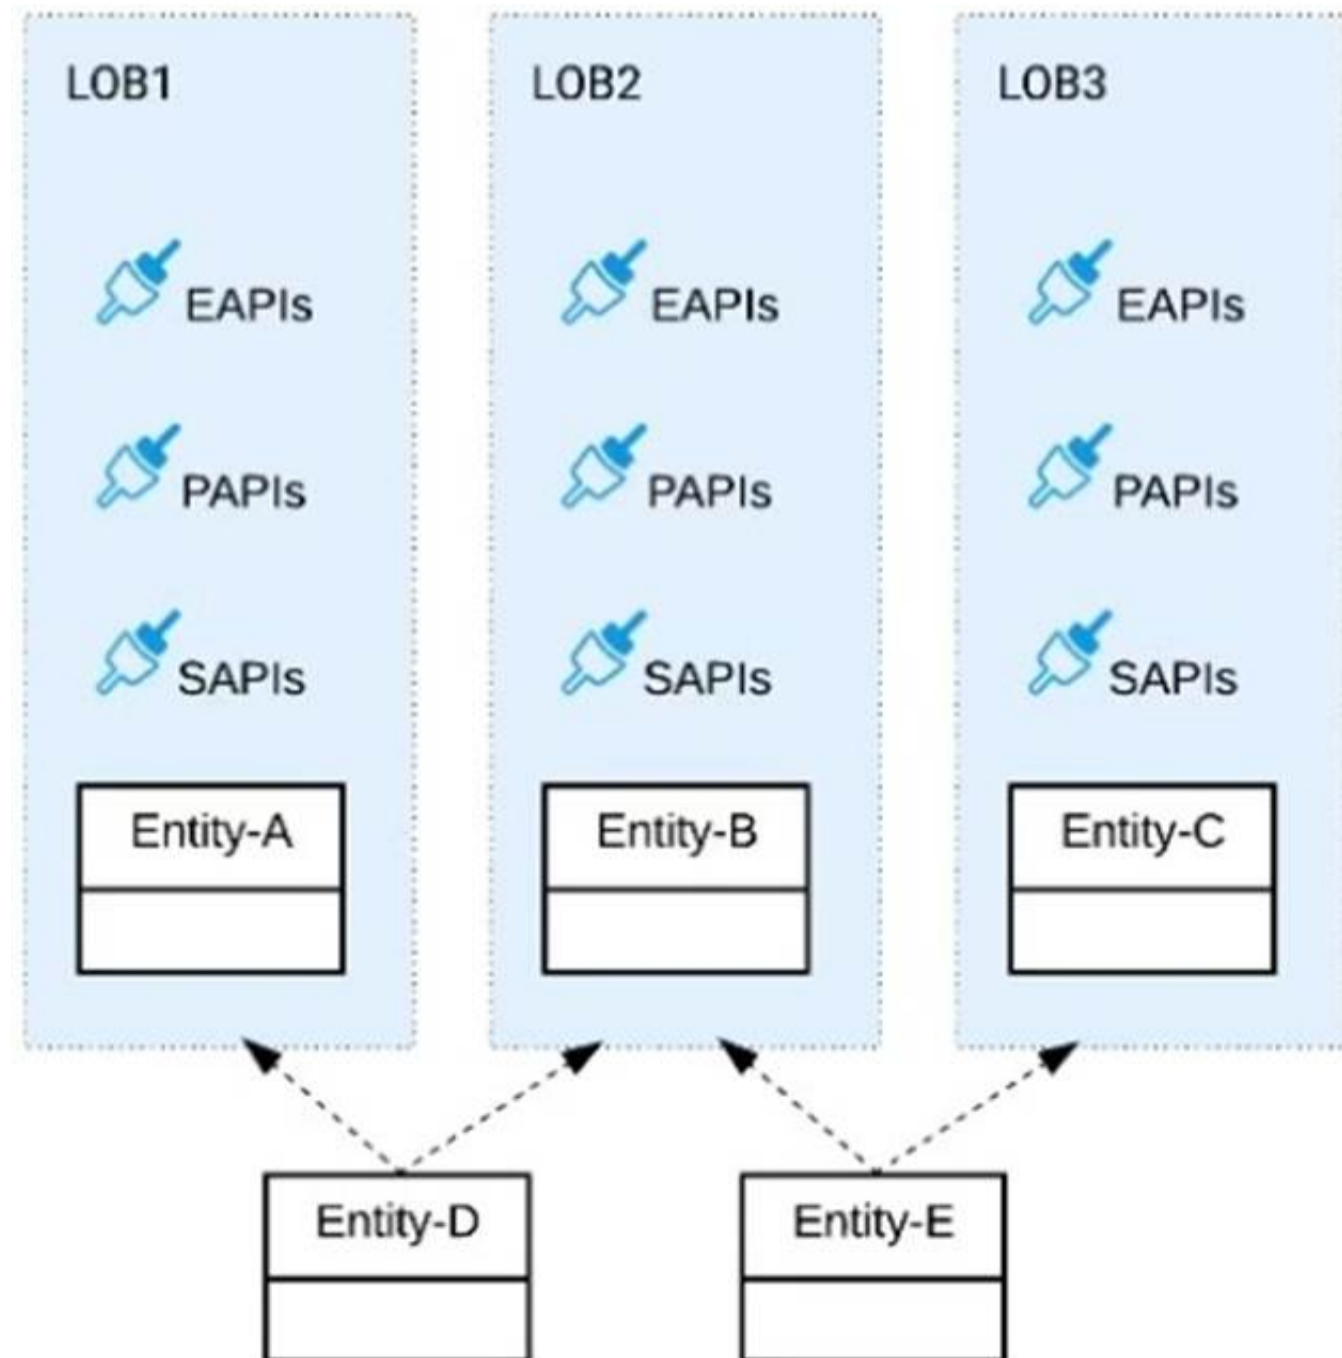 LOB1
LOB2
LOB3
EAPIs
EAPIs
EAPIs
PAPIs
PAPIs
PAPIs
SAPIs
SAPIs
SAPIs
Entity-A
Entity-B
Entity-C
Entity-D
Entity-E